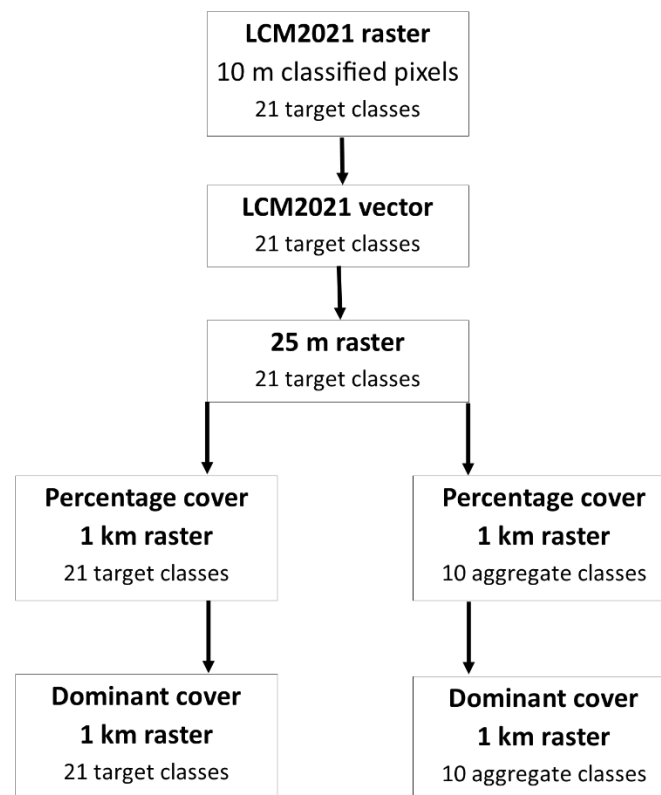 LCM2021 raster
10 m classified pixels
21 target classes
LCM2021 vector
21 target classes
25 m raster
21 target classes
Percentage cover
1 km raster
21 target classes
Percentage cover
1 km raster
10 aggregate classes
Dominant cover
1 km raster
21 target classes
Dominant cover
1 km raster
10 aggregate classes